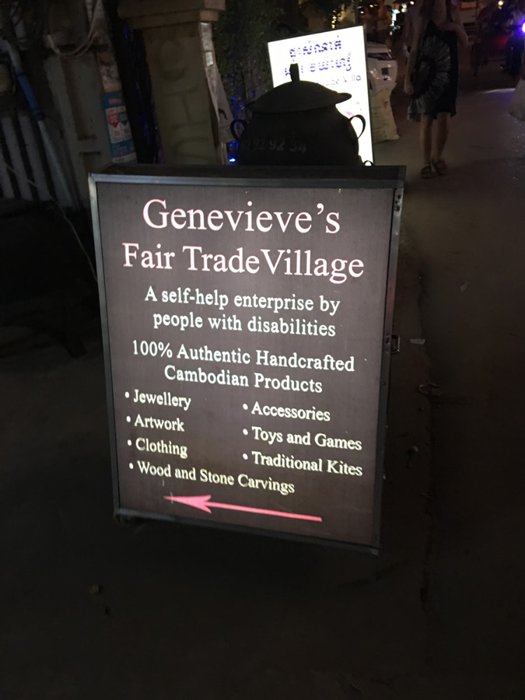 Genevieve's
Fair Trade Village
A self-help enterprise by
people with disabilities
100% Authentic Handcrafted
Cambodian Products
• Jewellery
• Artwork
• Clothing
• Wood and Stone Carvings
• Accessories
• Toys and Games
• Traditional Kites